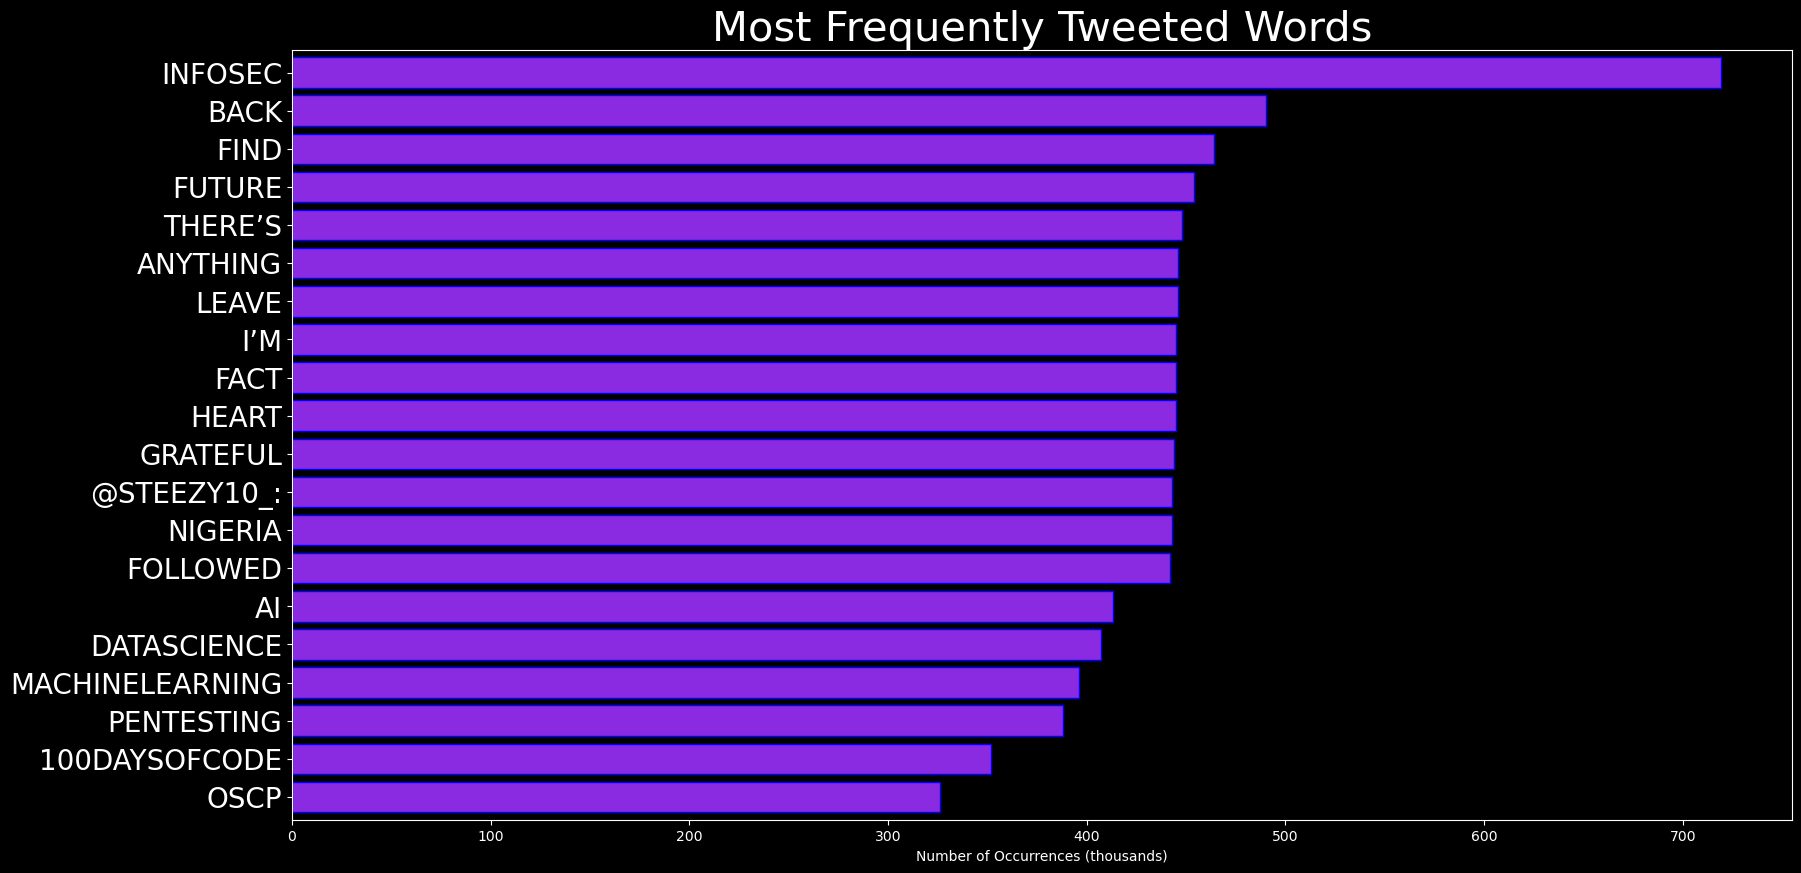 Most Frequently Tweeted Words
INFOSEC
BACK
FIND
FUTURE
THERE’S
ANYTHING
LEAVE
I’M
FACT
HEART
GRATEFUL
@STEEZY10_:
NIGERIA
FOLLOWED
AI
DATASCIENCE
MACHINELEARNING
PENTESTING
100DAYSOFCODE
OSCP
0 100 200 300 400 500 600 700
Number of Occurrences (thousands)